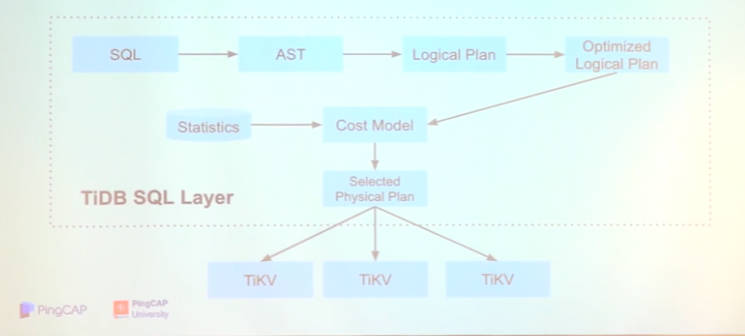 SQL
AST
Logical Plan
Optimized
Logical Plan
Statistics
Cost Model
Selected
Physical Plan
TiDB SQL Layer
TiKV
TiKV
TiKV
PingCAP
PingCAP
University